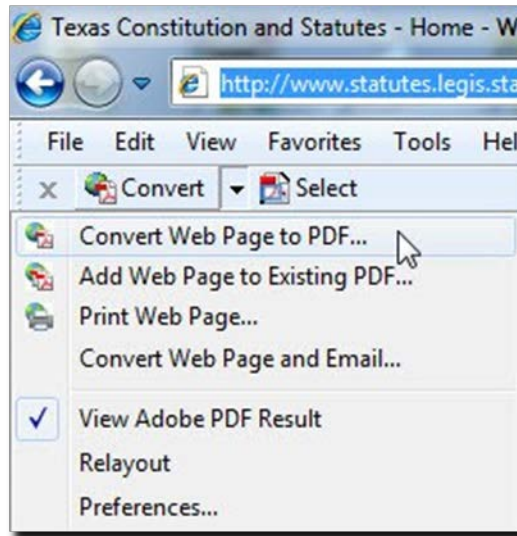 Texas Constitution and Statutes - Home - W
http://www.statutes.legis.sta
File Edit View Favorites Tools Hel
x Convert Select
Convert Web Page to PDF...
Add Web Page to Existing PDF...
Print Web Page...
Convert Web Page and Email...
View Adobe PDF Result
Relayout
Preferences...